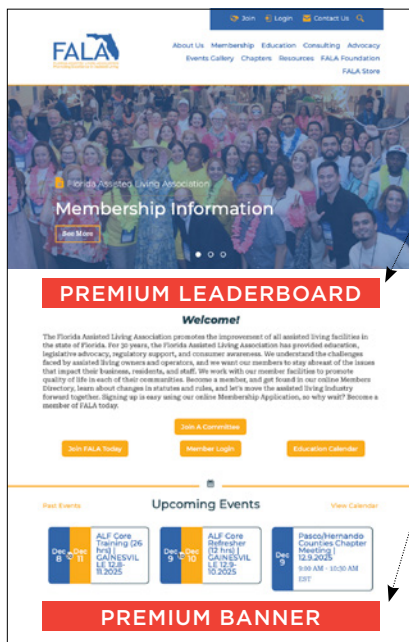 Join Login Contact Us
FALA
About Us Membership Education Consulting Advocacy
Events Gallery Chapters Resources FALA Foundation
FALA Store
Florida Assisted Living Association
Membership Information
See More
PREMIUM LEADERBOARD
Welcome!
The Florida Assisted Living Association promotes the improvement of all assisted living facilities in
the state of Florida. For 30 years, the Florida Assisted Living Association has provided education,
legislative advocacy, regulatory support, and consumer awareness. We understand the challenges
faced by assisted living owners and operators, and we want our members to stay abreast of the issues
that impact their business, residents, and staff. We work with our member facilities to promote
quality of life in each of their communities. Become a member, and get found in our online Members
Directory, learn about changes in statutes and rules, and let's move the assisted living industry
forward together. Signing up is easy using our online Membership Application, so why wait? Become a
member of FALA today.
Join A Committee
Join FALA Today Member Login Education Calendar
Past Events Upcoming Events View Calendar
Dec 8 Dec 11
ALF Core
Training (26
hrs) |
GAINESVIL
LE 12.8-
11.2025
Dec 9 Dec 10
ALF Core
Refresher
(12 hrs) |
GAINESVIL
LE 12.9-
10.2025
Dec 9
Pasco/Hernando
Counties Chapter
Meeting |
12.9.2025
9:00 AM - 10:30 AM
EST
PREMIUM BANNER